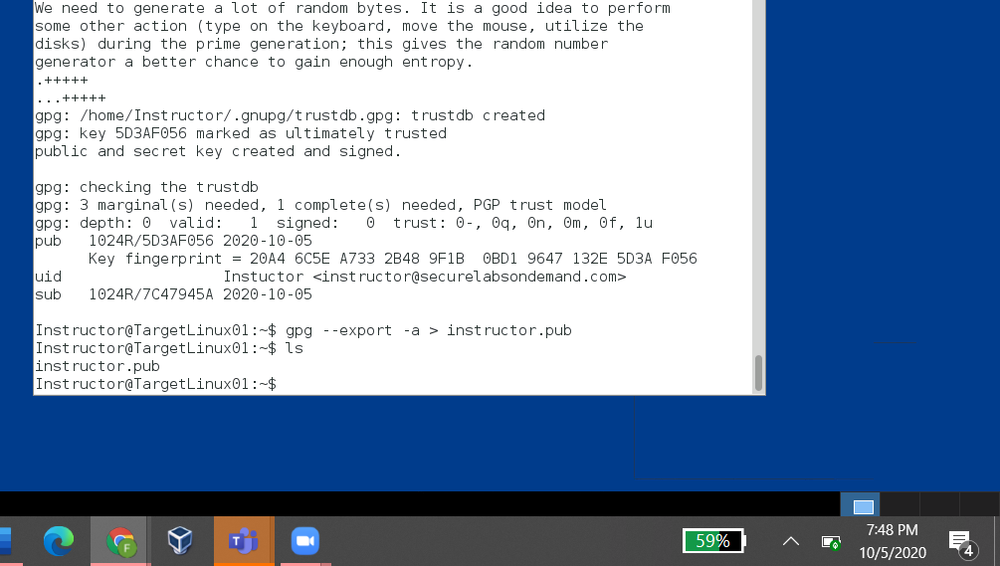 We need to generate a lot of random bytes. It is a good idea to perform
some other action (type on the keyboard, move the mouse, utilize the
disks) during the prime generation; this gives the random number
generator a better chance to gain enough entropy.
.+++++
...+++++
gpg: /home/Instructor/.gnupg/trustdb.gpg: trustdb created
gpg: key 5D3AF056 marked as ultimately trusted
public and secret key created and signed.
gpg: checking the trustdb
gpg: 3 marginal(s) needed, 1 complete(s) needed, PGP trust model
gpg: depth: 0  valid:   1  signed:   0  trust: 0-, 0q, 0n, 0m, 0f, 1u
pub   1024R/5D3AF056 2020-10-05
Key fingerprint = 20A4 6C5E A733 2B48 9F1B  0BD1 9647 132E 5D3A F056
uid                  Instuctor <instructor@securelabsondemand.com>
sub   1024R/7C47945A 2020-10-05
Instructor@TargetLinux01:~$ gpg --export -a > instructor.pub
Instructor@TargetLinux01:~$ ls
instructor.pub
Instructor@TargetLinux01:~$
F
T
59%
7:48 PM
10/5/2020
4